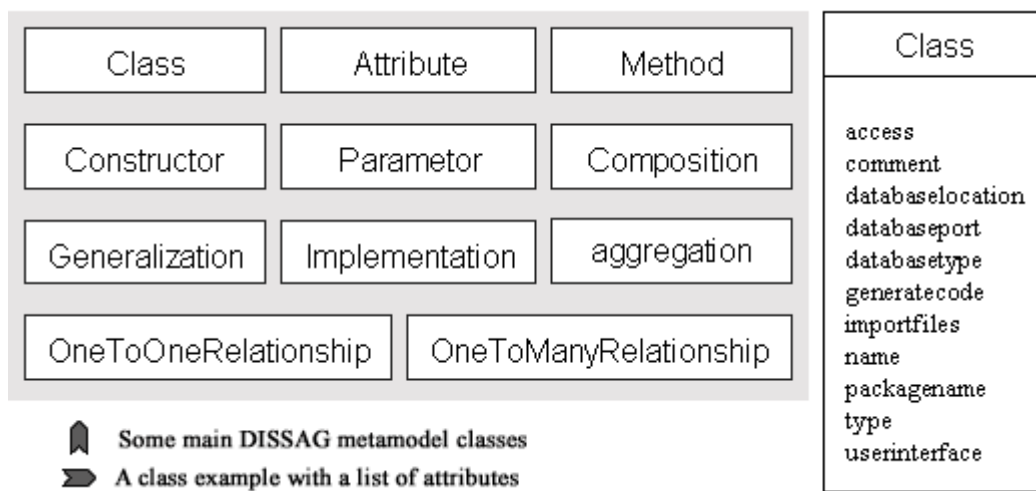 Class
Attribute
Method
Constructor
Parametor
Composition
Generalization
Implementation
aggregation
OneToOneRelationship
OneToManyRelationship
Some main DISSAG metamodel classes
A class example with a list of attributes
Class
access
comment
databaselocation
databaseport
databasetype
generatecode
importfiles
name
packagename
type
userinterface